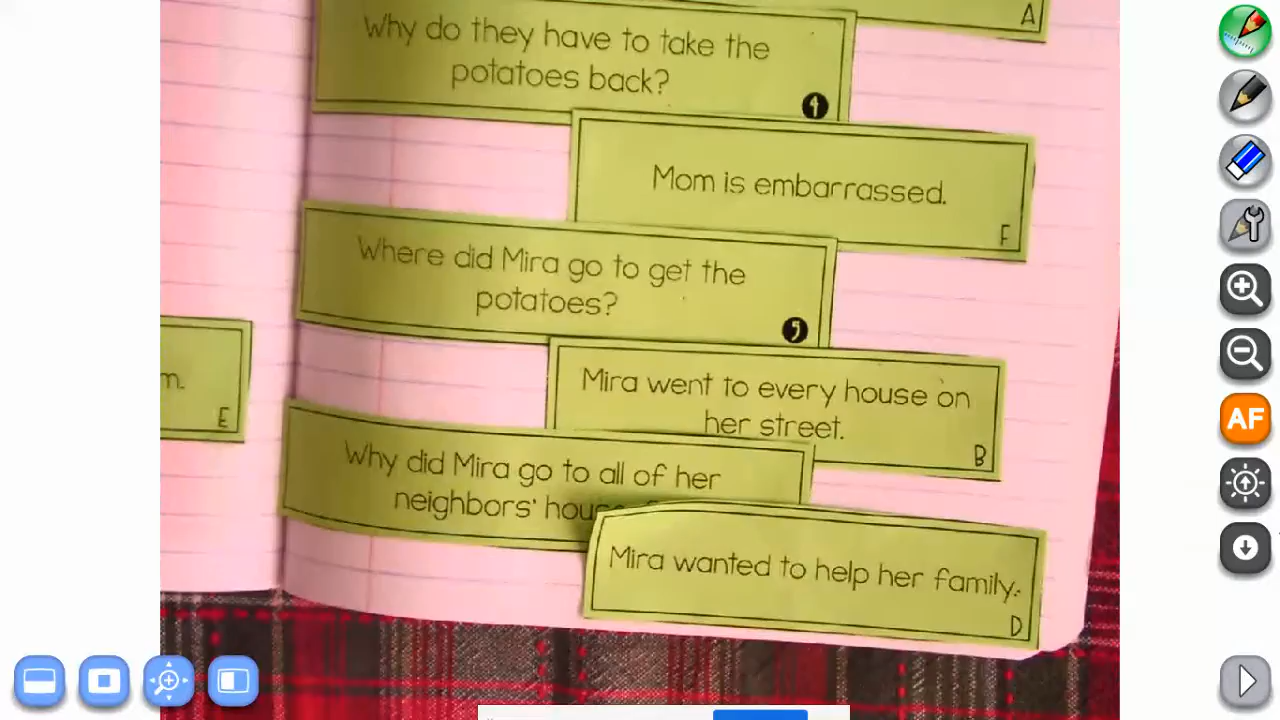 A
Why do they have to take the
potatoes back?
4
Mom is embarrassed.
F
Where did Mira go to get the
potatoes?
5
m.
E
Mira went to every house on
her street.
B
Why did Mira go to all of her
neighbors'
Mira wanted to help her family.
D
AF